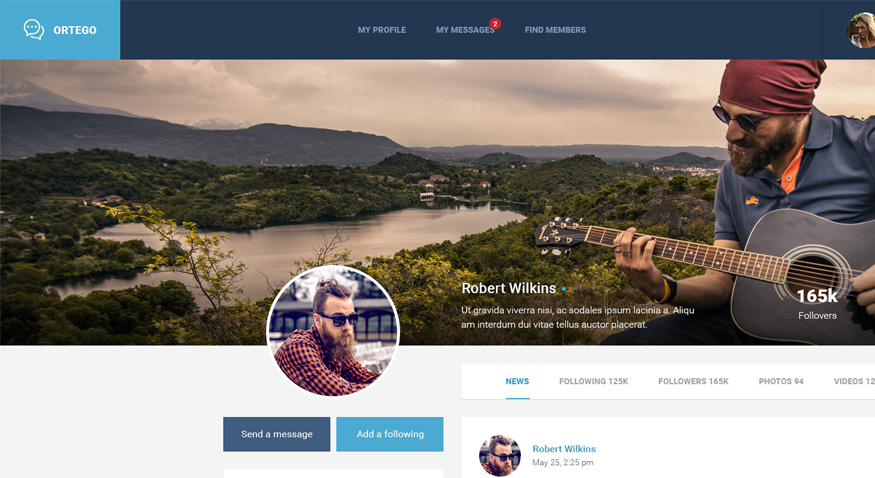 ORTEGO
MY PROFILE
MY MESSAGES
2
FIND MEMBERS
Robert Wilkins
Ut gravida viverra nisi, ac sodales ipsum lacinia a. Aliqu
am interdum dui vitae tellus auctor placerat.
165k
Follovers
Send a message
Add a following
NEWS
FOLLOWING 125K
FOLLOWERS 165K
PHOTOS 94
VIDEOS 12
Robert Wilkins
May 25, 2:25 pm